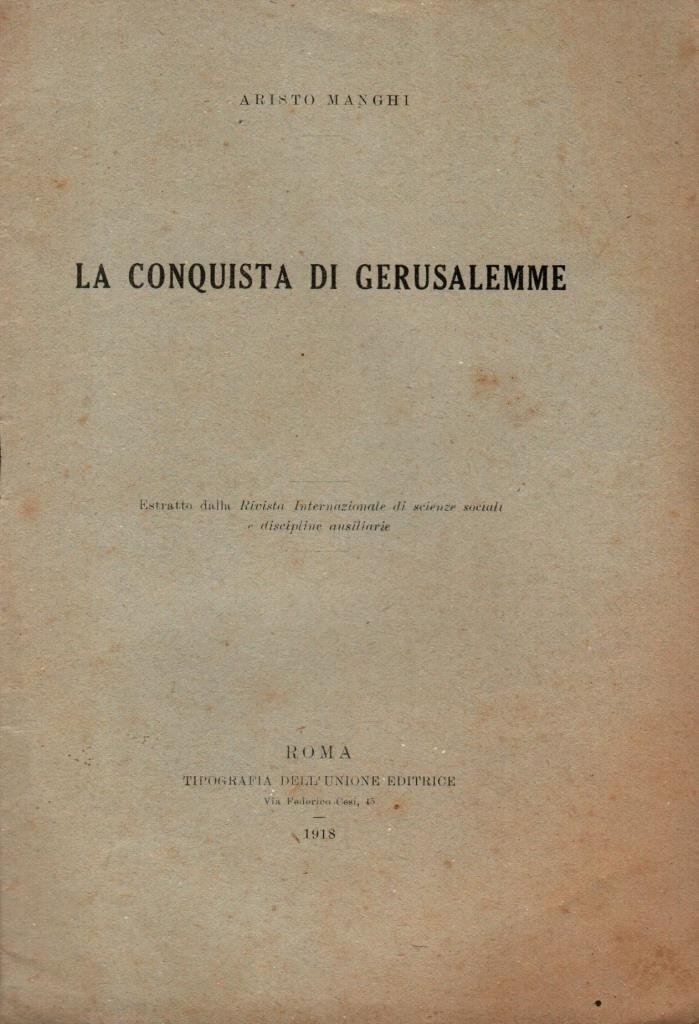 ARISTO MANGHI
LA CONQUISTA DI GERUSALEMME
Estratto dalla Rivista Internazionale di scienze sociali
e discipline ausiliarie
ROMA
TIPOGRAFIA DELL'UNIONE EDITRICE
Via Federico Cesi, 45
1918